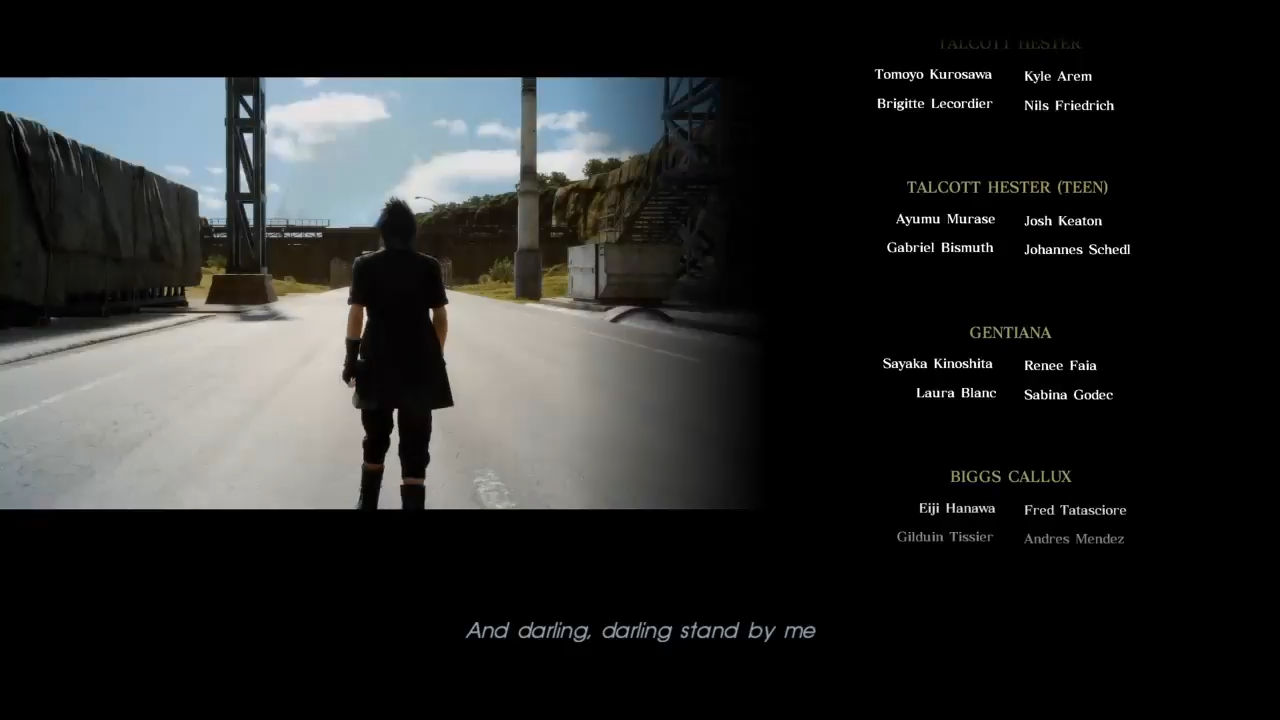 TALCOTT HESTER
Tomoyo Kurosawa Kyle Arem
Brigitte Lecordier Nils Friedrich
TALCOTT HESTER (TEEN)
Ayumu Murase Josh Keaton
Gabriel Bismuth Johannes Schedl
GENTIANA
Sayaka Kinoshita Renee Faia
Laura Blanc Sabina Godec
BIGGS CALLUX
Eiji Hanawa Fred Tatasciore
Gilduin Tissier Andres Mendez
And darling, darling stand by me